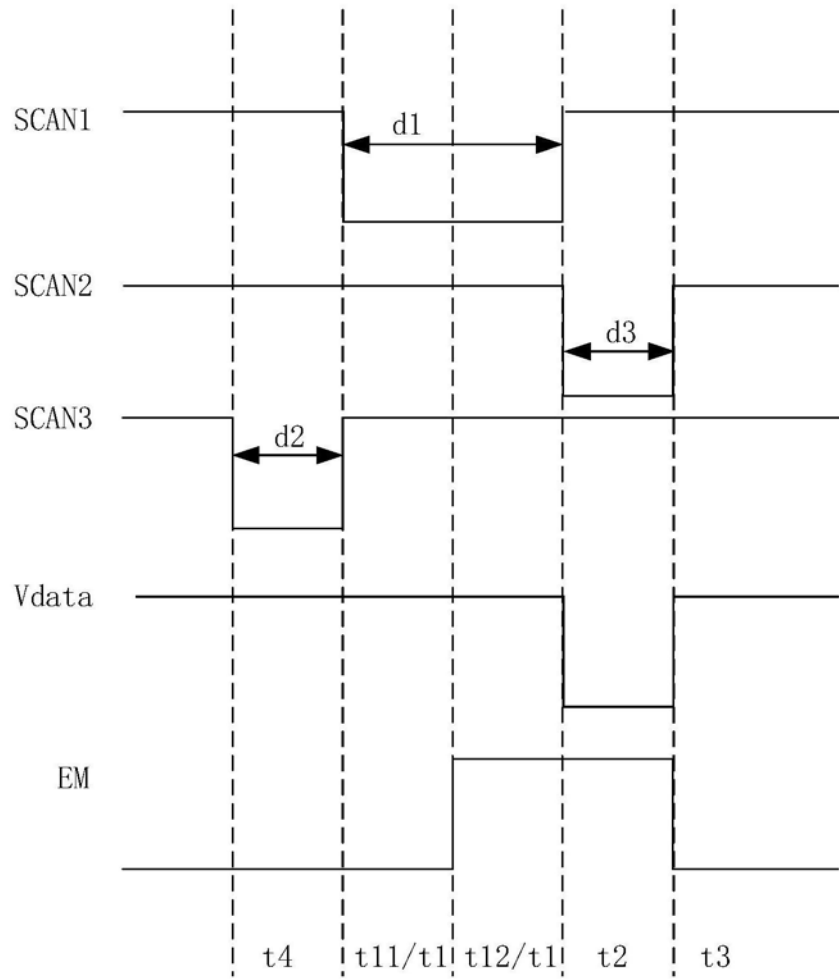 SCAN1
d1
SCAN2
d3
SCAN3
d2
Vdata
EM
t4 t11/t1 t12/t1 t2 t3